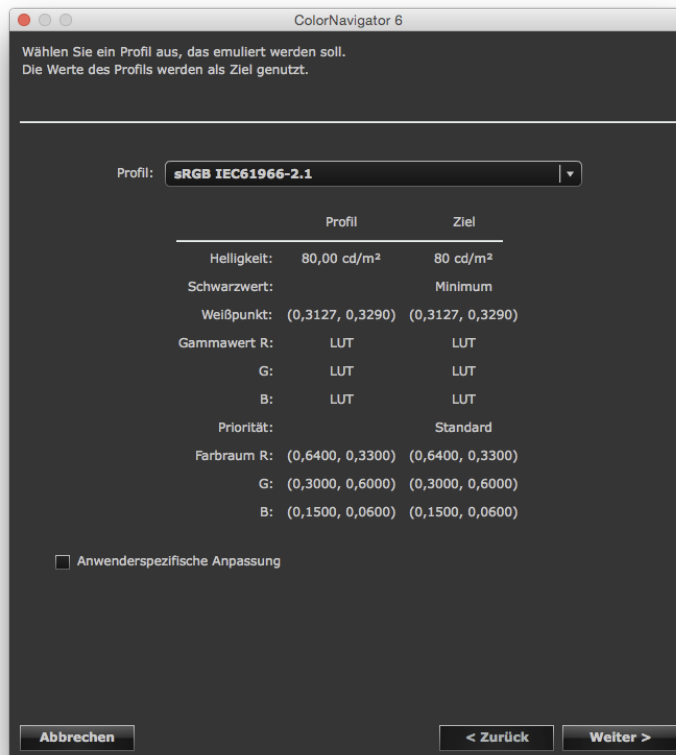 ColorNavigator 6
Wählen Sie ein Profil aus, das emuliert werden soll.
Die Werte des Profils werden als Ziel genutzt.
Profil: sRGB IEC61966-2.1
Profil Ziel
Helligkeit: 80,00 cd/m² 80 cd/m²
Schwarzwert: Minimum
Weißpunkt: (0,3127, 0,3290) (0,3127, 0,3290)
Gammawert R: LUT LUT
G: LUT LUT
B: LUT LUT
Priorität: Standard
Farbraum R: (0,6400, 0,3300) (0,6400, 0,3300)
G: (0,3000, 0,6000) (0,3000, 0,6000)
B: (0,1500, 0,0600) (0,1500, 0,0600)
Anwenderspezifische Anpassung
Abbrechen < Zurück Weiter >